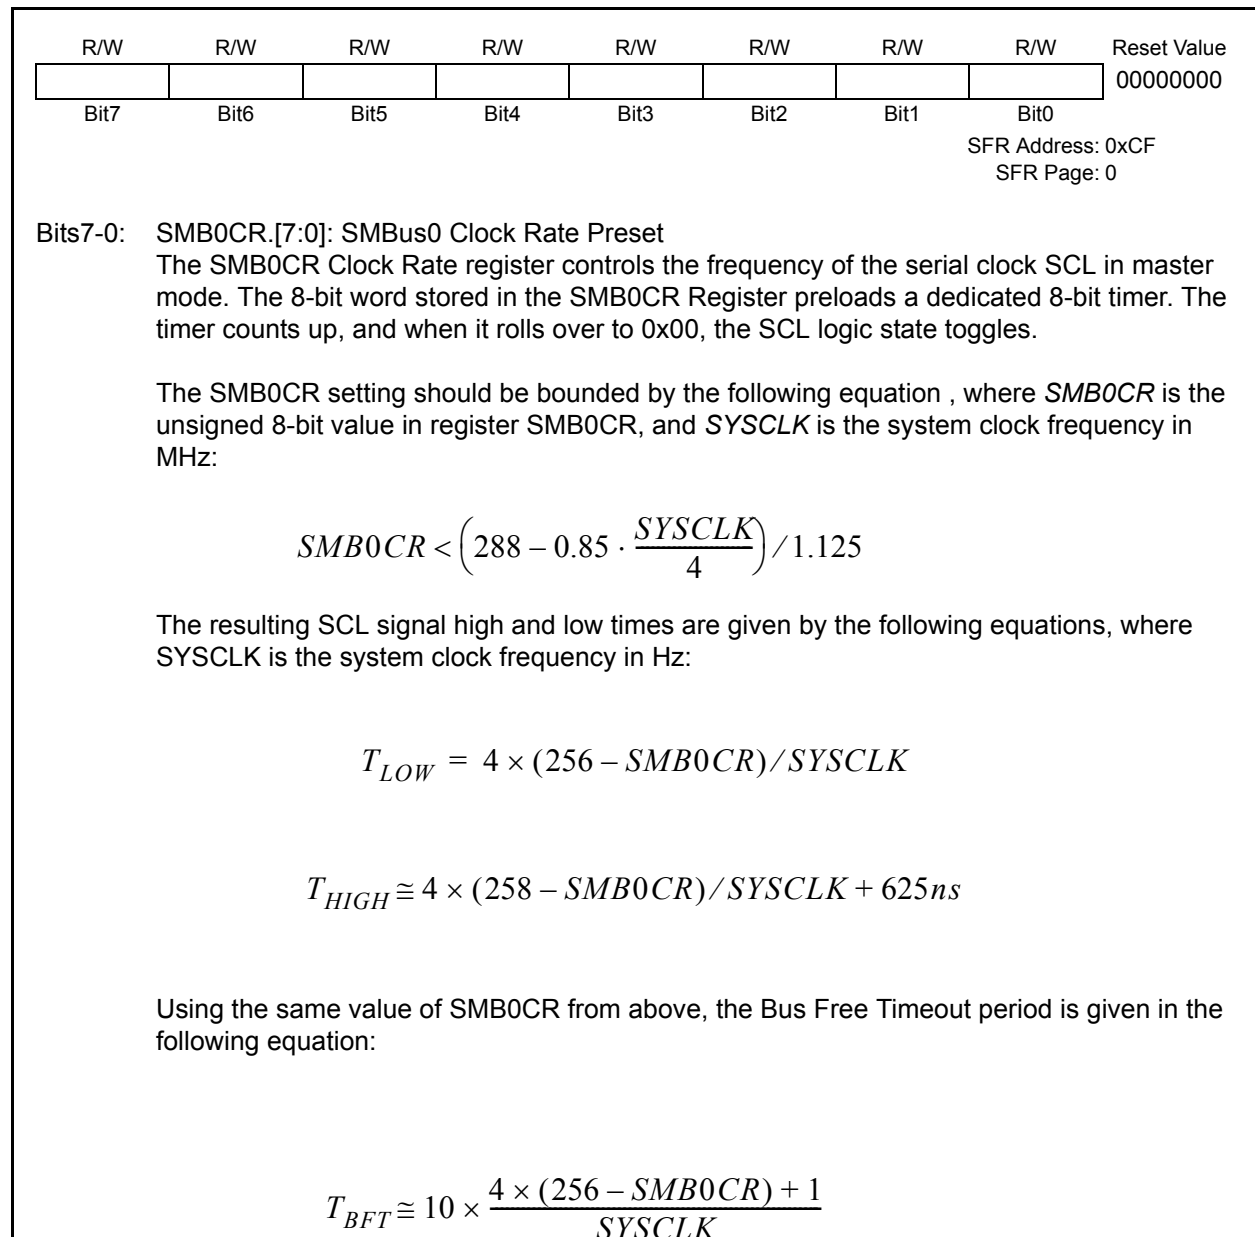 R/W R/W R/W R/W R/W R/W R/W R/W Reset Value
00000000
Bit7 Bit6 Bit5 Bit4 Bit3 Bit2 Bit1 Bit0
SFR Address: 0xCF
SFR Page: 0
Bits7-0: SMB0CR.[7:0]: SMBus0 Clock Rate Preset
The SMB0CR Clock Rate register controls the frequency of the serial clock SCL in master
mode. The 8-bit word stored in the SMB0CR Register preloads a dedicated 8-bit timer. The
timer counts up, and when it rolls over to 0x00, the SCL logic state toggles.
The SMB0CR setting should be bounded by the following equation , where SMB0CR is the
unsigned 8-bit value in register SMB0CR, and SYSCLK is the system clock frequency in
MHz:
SMB0CR < (288 – 0.85 · SYSCLK/4) / 1.125
The resulting SCL signal high and low times are given by the following equations, where
SYSCLK is the system clock frequency in Hz:
T_LOW = 4 × (256 – SMB0CR) / SYSCLK
T_HIGH ≅ 4 × (258 – SMB0CR) / SYSCLK + 625ns
Using the same value of SMB0CR from above, the Bus Free Timeout period is given in the
following equation:
T_BFT ≅ 10 × 4 × (256 – SMB0CR) + 1
SYSCLK